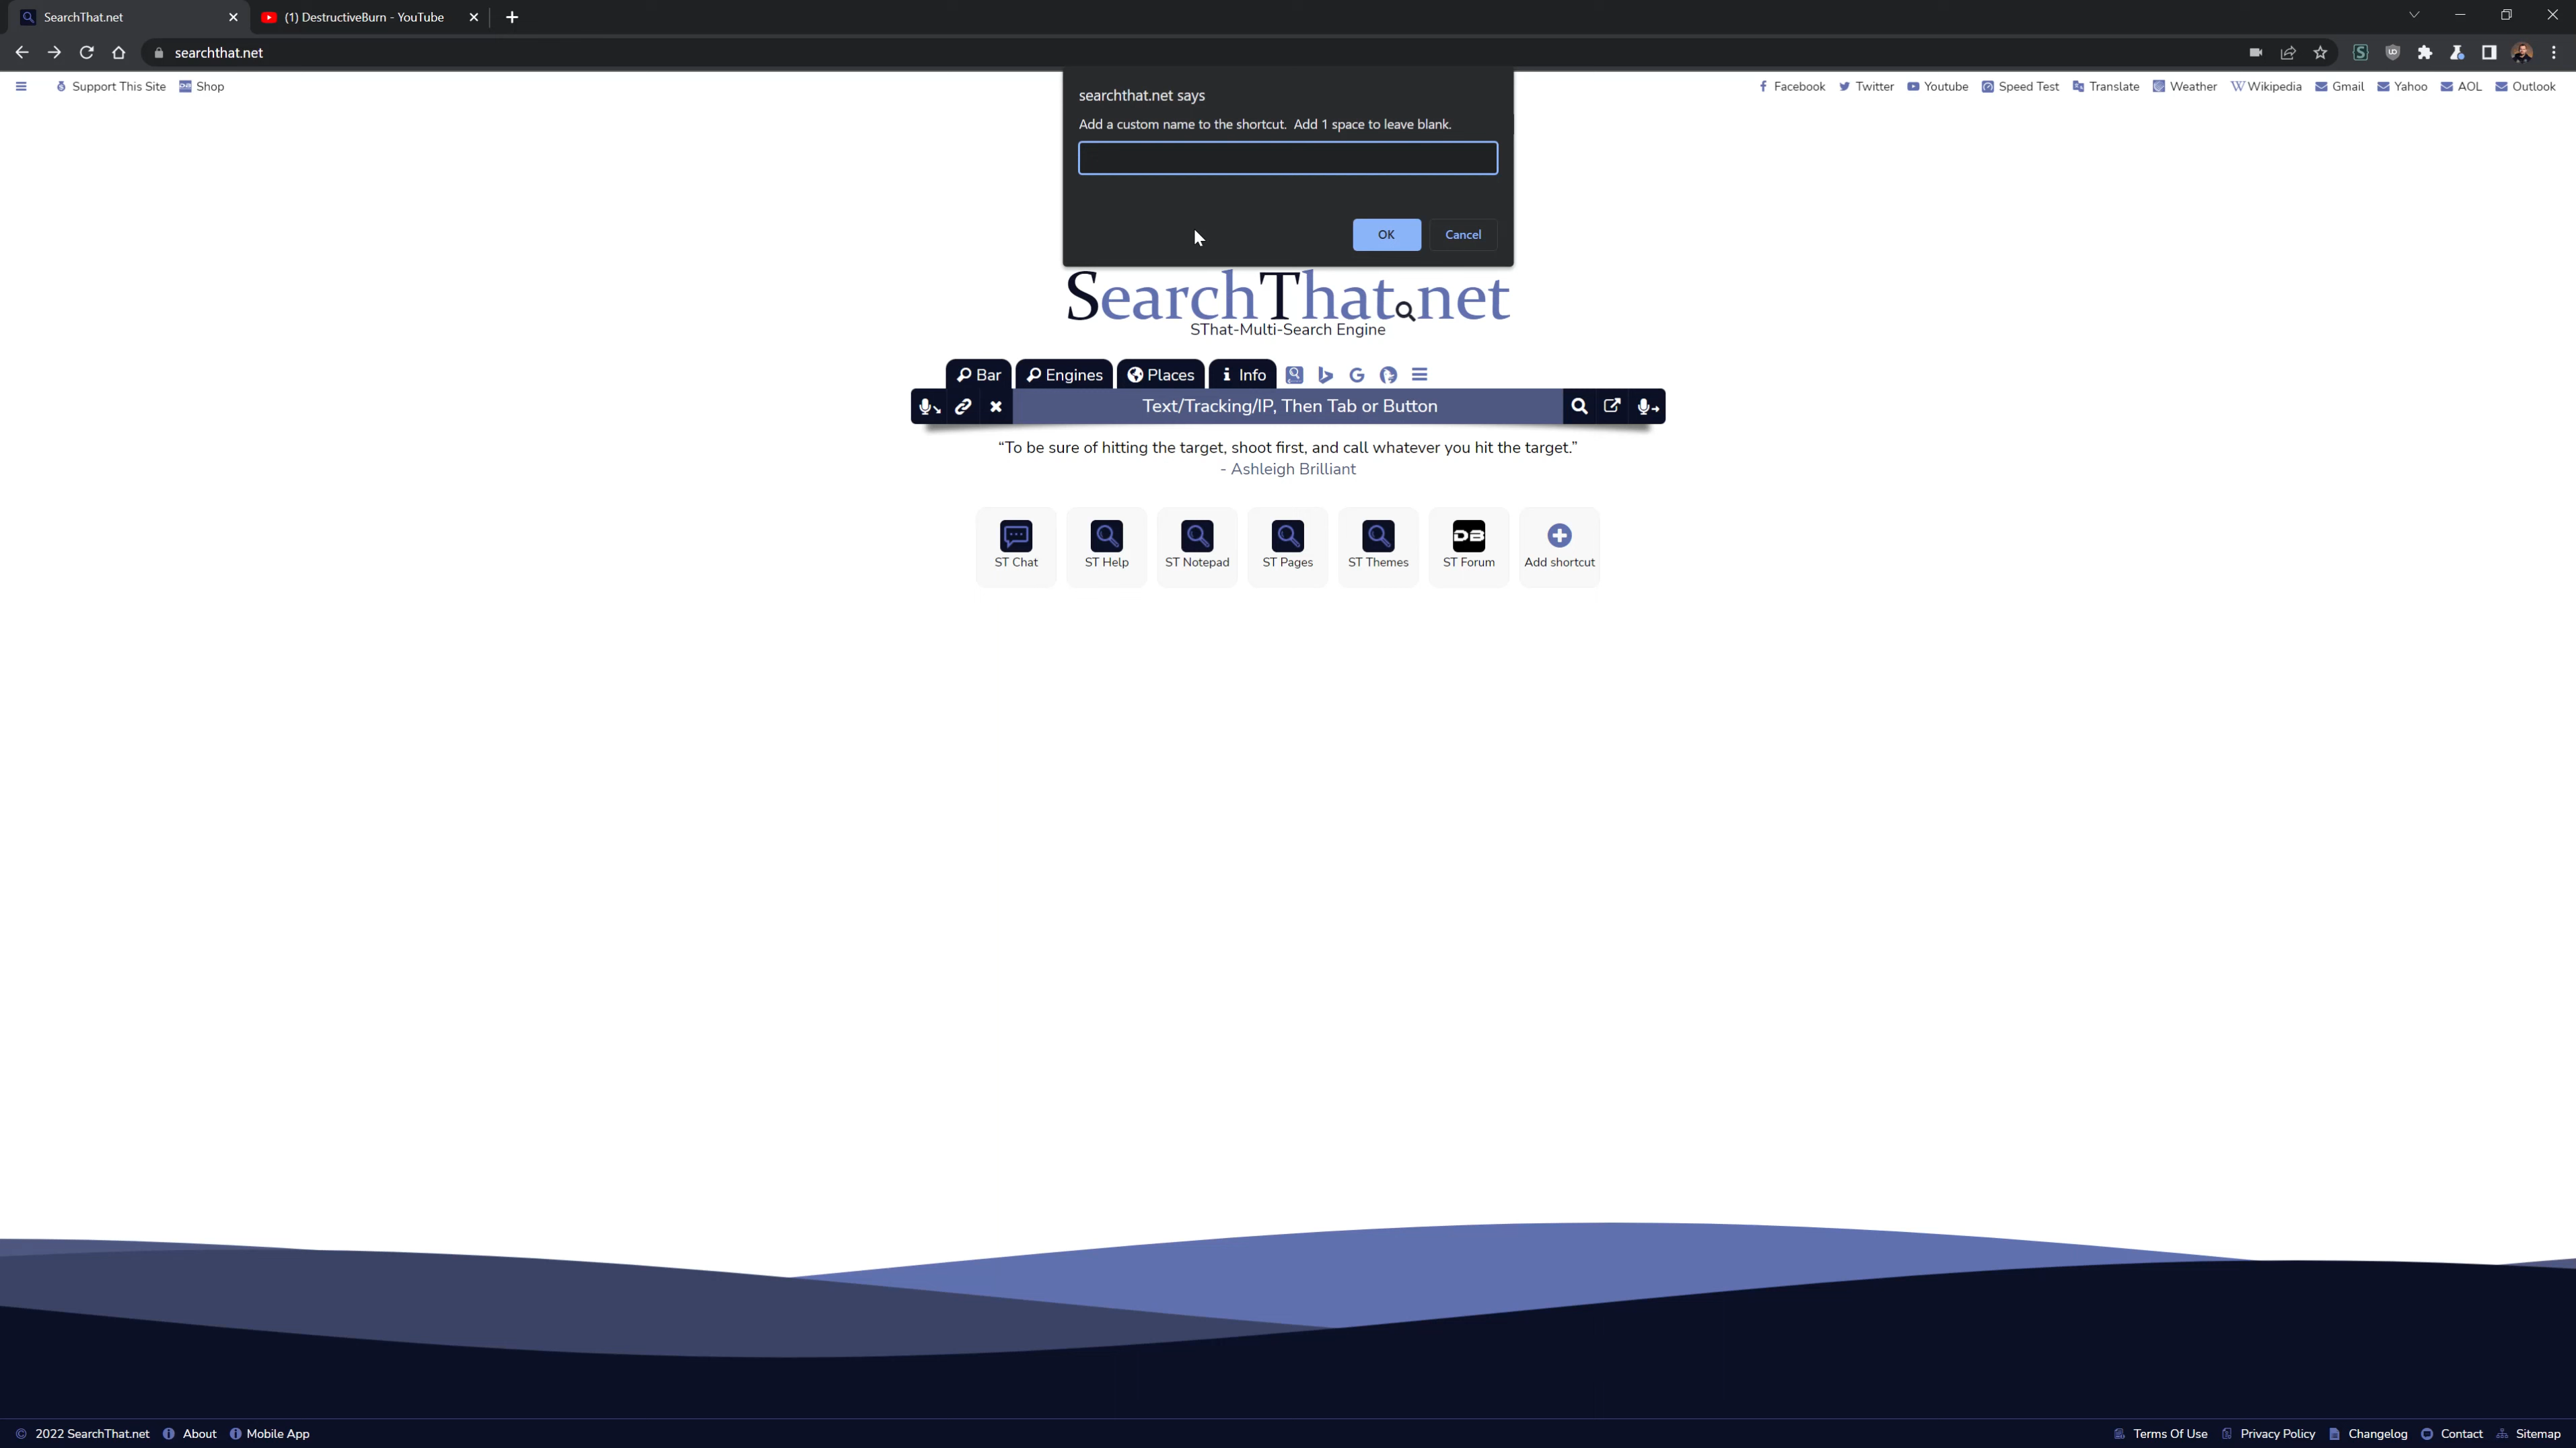 SearchThat.net
(1) DestructiveBurn - YouTube
searchthat.net
Support This Site
Shop
Facebook
Twitter
Youtube
Speed Test
Translate
Weather
Wikipedia
Gmail
Yahoo
AOL
Outlook
searchthat.net says
Add a custom name to the shortcut. Add 1 space to leave blank.
OK
Cancel
SearchThat.net
SThat-Multi-Search Engine
Bar
Engines
Places
Info
Text/Tracking/IP, Then Tab or Button
“To be sure of hitting the target, shoot first, and call whatever you hit the target.”
- Ashleigh Brilliant
ST Chat
ST Help
ST Notepad
ST Pages
ST Themes
DB
ST Forum
Add shortcut
© 2022 SearchThat.net
About
Mobile App
Terms Of Use
Privacy Policy
Changelog
Contact
Sitemap